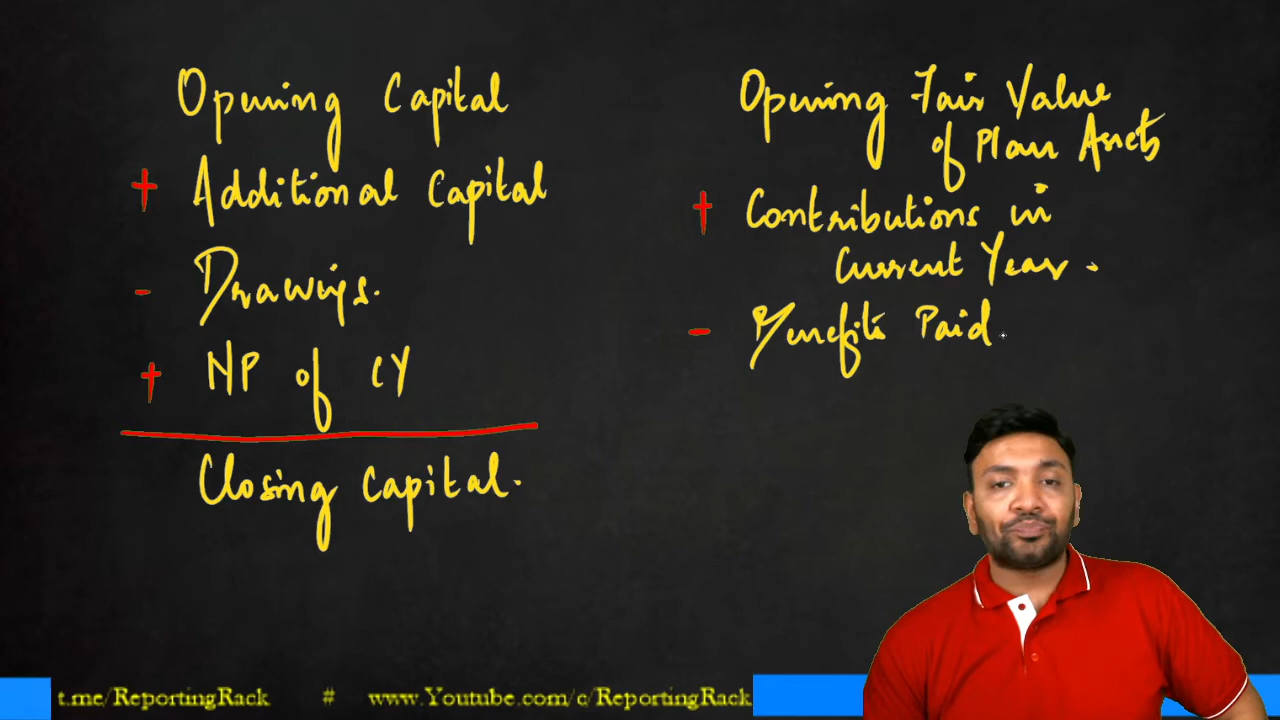 Opening Capital
+ Additional Capital
- Drawings.
+ NP of CY
Closing Capital.
Opening Fair Value
of Plan Assets
+ Contributions in
Current Year.
- Benefits Paid
t.me/ReportingRack # www.Youtube.com/c/ReportingRack